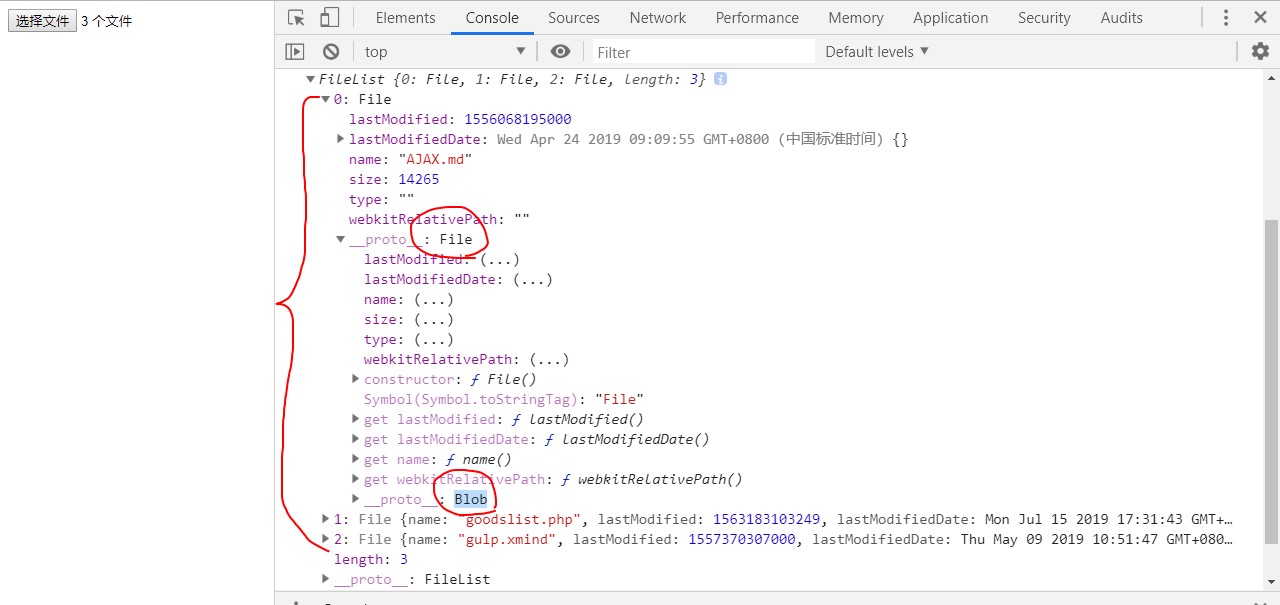 选择文件 3 个文件
Elements Console Sources Network Performance Memory Application Security Audits
top Filter Default levels
FileList {0: File, 1: File, 2: File, length: 3} i
0: File
lastModified: 1556068195000
lastModifiedDate: Wed Apr 24 2019 09:09:55 GMT+0800 (中国标准时间) {}
name: "AJAX.md"
size: 14265
type: ""
webkitRelativePath: ""
__proto__: File
lastModified: (...)
lastModifiedDate: (...)
name: (...)
size: (...)
type: (...)
webkitRelativePath: (...)
constructor: ƒ File()
Symbol(Symbol.toStringTag): "File"
get lastModified: ƒ lastModified()
get lastModifiedDate: ƒ lastModifiedDate()
get name: ƒ name()
get webkitRelativePath: ƒ webkitRelativePath()
__proto__: Blob
1: File {name: "goodslist.php", lastModified: 1563183103249, lastModifiedDate: Mon Jul 15 2019 17:31:43 GMT+…
2: File {name: "gulp.xmind", lastModified: 1557370307000, lastModifiedDate: Thu May 09 2019 10:51:47 GMT+080…
length: 3
__proto__: FileList